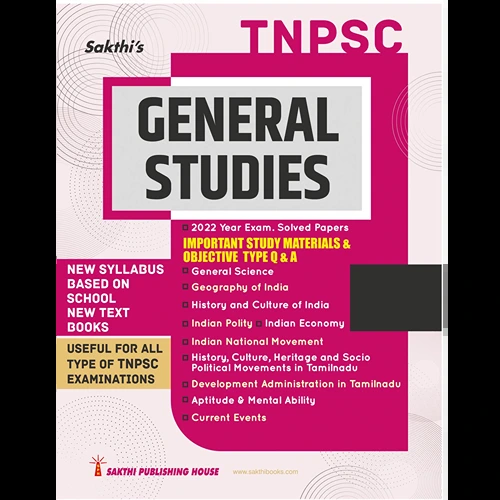 Sakthi's
TNPSC
GENERAL
STUDIES
2022 Year Exam. Solved Papers
IMPORTANT STUDY MATERIALS &
OBJECTIVE TYPE Q & A
General Science
Geography of India
History and Culture of India
Indian Polity Indian Economy
Indian National Movement
History, Culture, Heritage and Socio
Political Movements in Tamilnadu
Development Administration in Tamilnadu
Aptitude & Mental Ability
Current Events
NEW SYLLABUS
BASED ON
SCHOOL
NEW TEXT
BOOKS
USEFUL FOR ALL
TYPE OF TNPSC
EXAMINATIONS
SAKTHI PUBLISHING HOUSE
www.sakthibooks.com